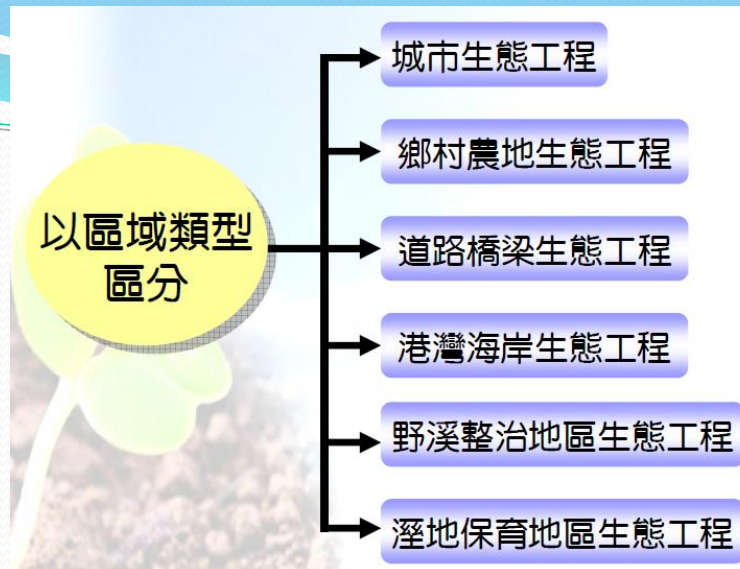 以區域類型
區分
城市生態工程
鄉村農地生態工程
道路橋梁生態工程
港灣海岸生態工程
野溪整治地區生態工程
溼地保育地區生態工程